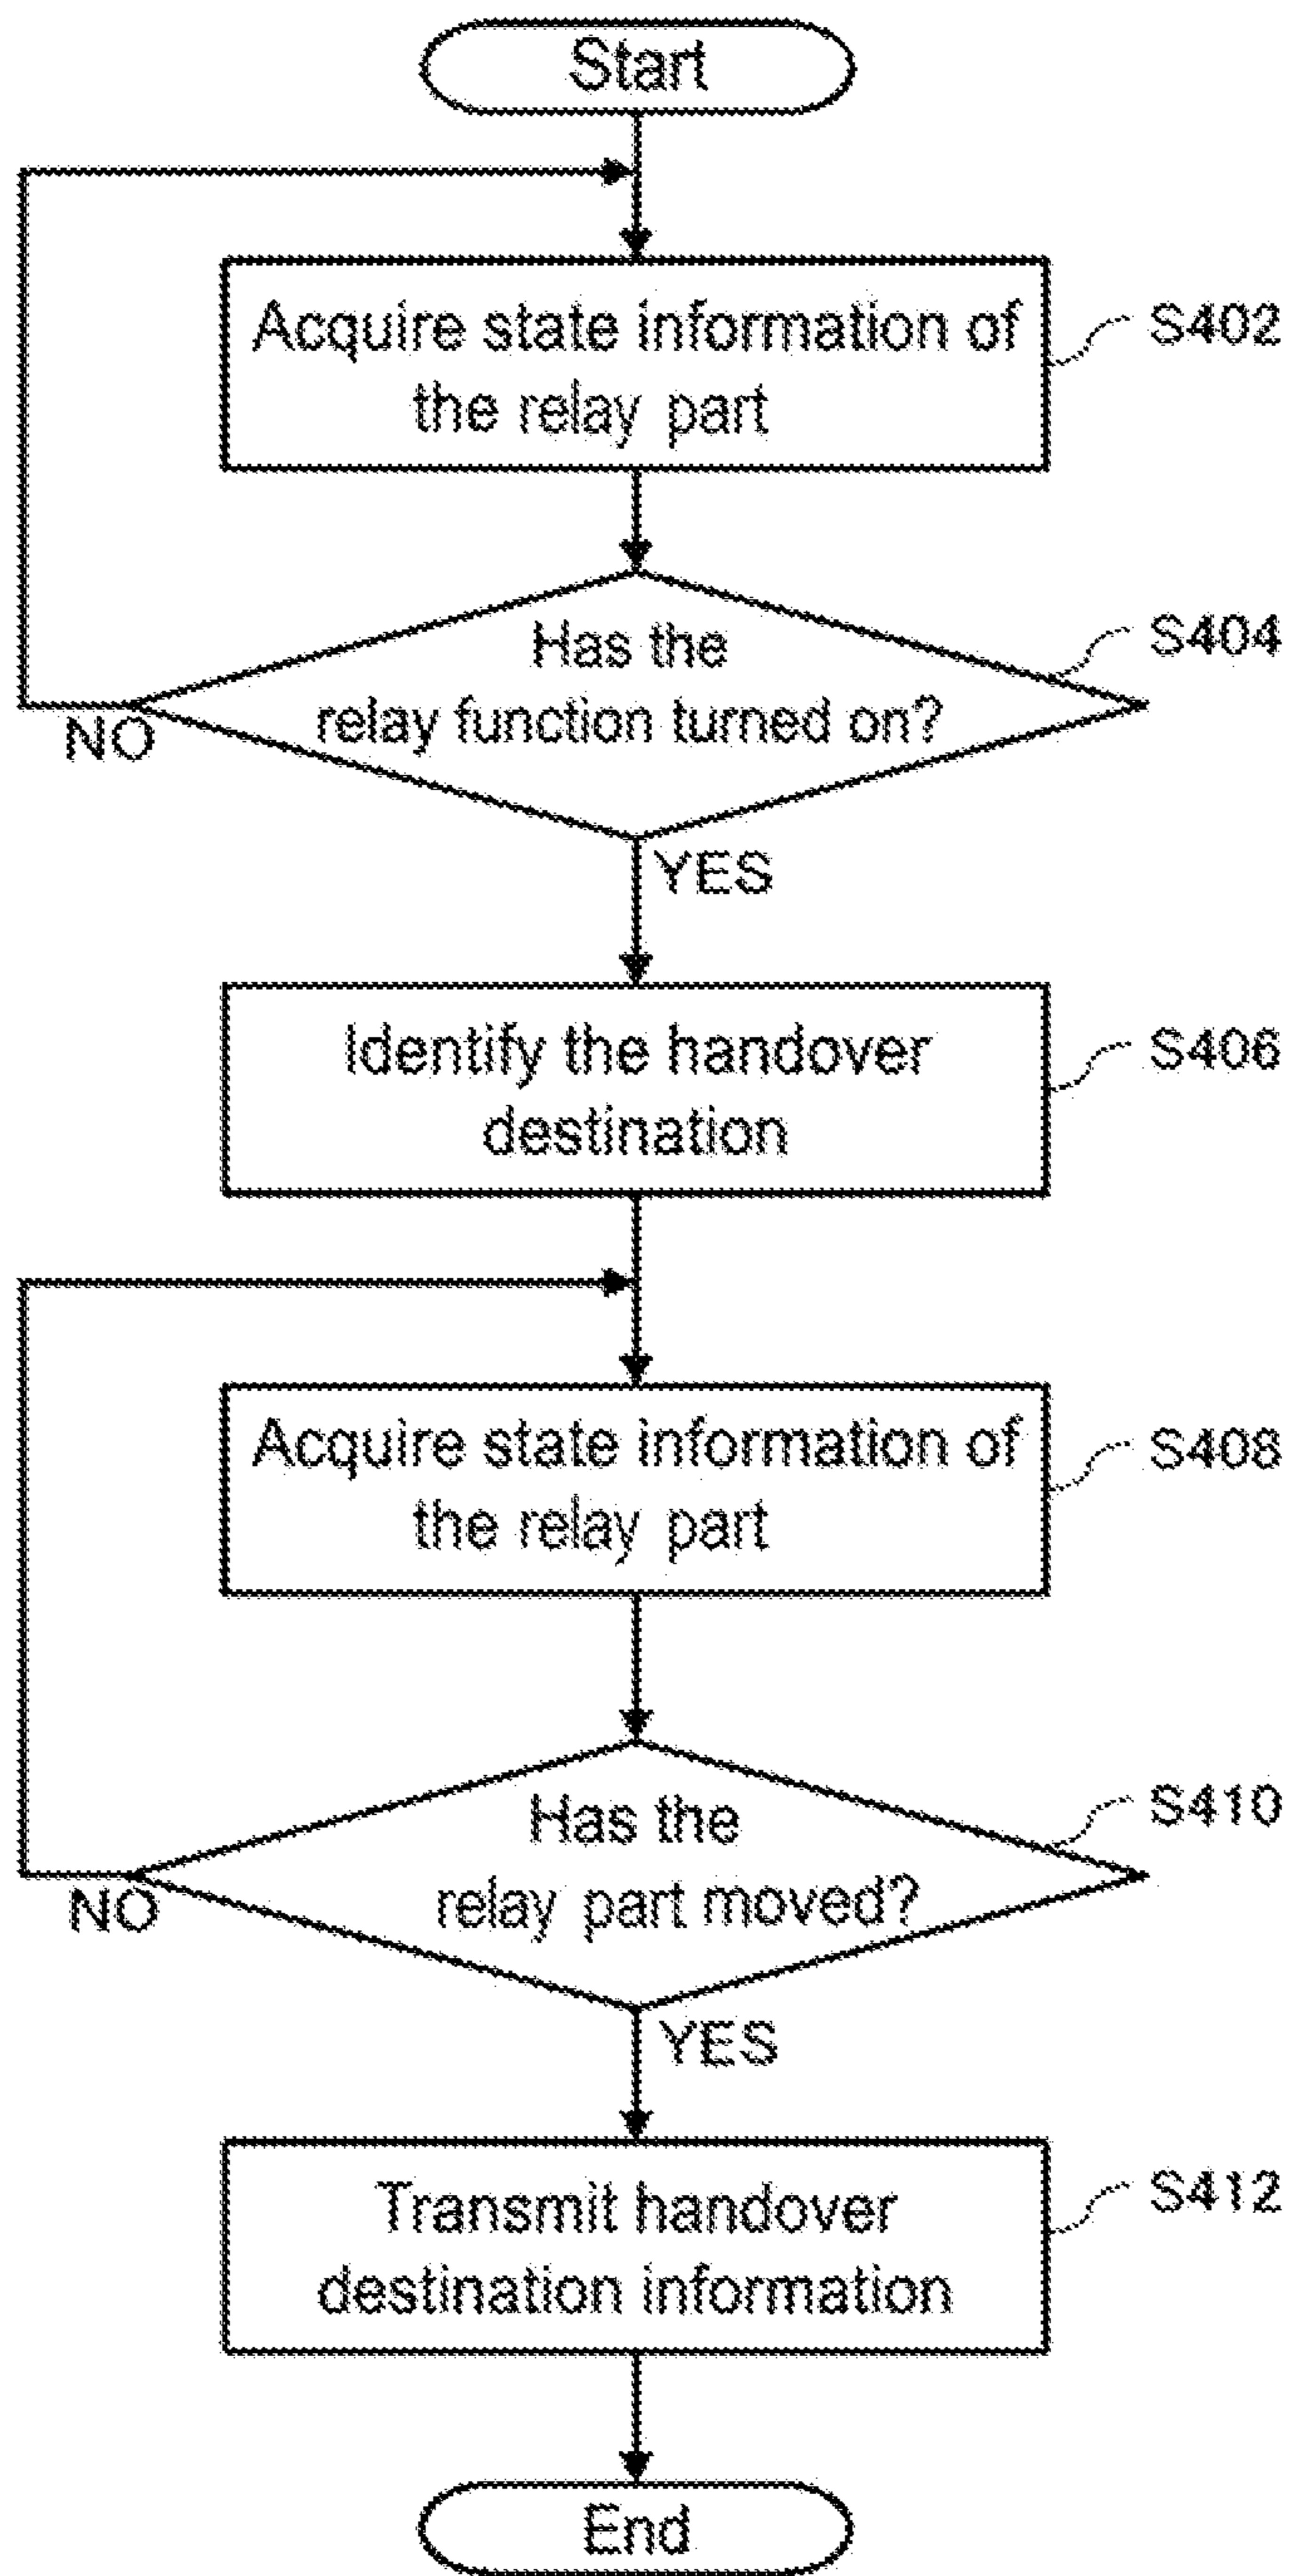 Start
Acquire state information of
the relay part
S402
Has the
relay function turned on?
S404
NO
YES
Identify the handover
destination
S406
Acquire state information of
the relay part
S408
Has the
relay part moved?
S410
NO
YES
Transmit handover
destination information
S412
End